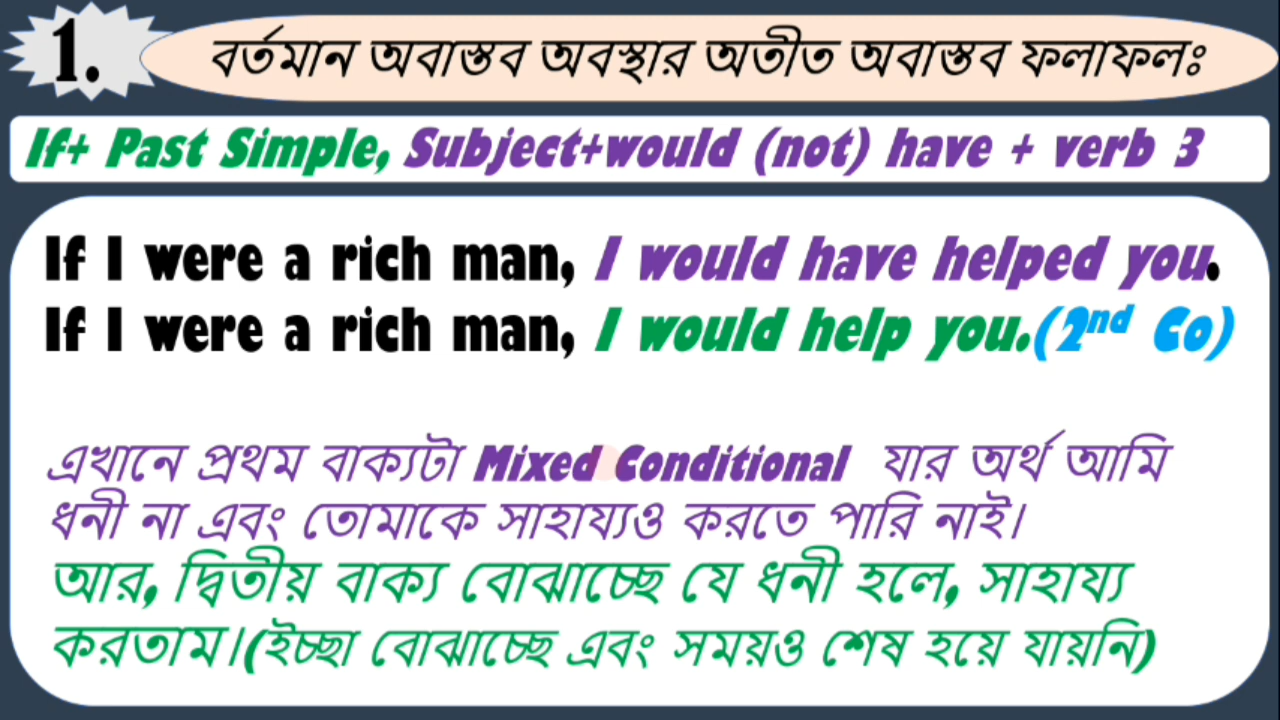 1.
বর্তমান অবাস্তব অবস্থার অতীত অবাস্তব ফলাফলঃ
If+ Past Simple, Subject+would (not) have + verb 3
If I were a rich man, I would have helped you.
If I were a rich man, I would help you.(2nd Co)
এখানে প্রথম বাক্যটা Mixed Conditional যার অর্থ আমি
ধনী না এবং তোমাকে সাহায্যও করতে পারি নাই।
আর, দ্বিতীয় বাক্য বোঝাচ্ছে যে ধনী হলে, সাহায্য
করতাম।(ইচ্ছা বোঝাচ্ছে এবং সময়ও শেষ হয়ে যায়নি)